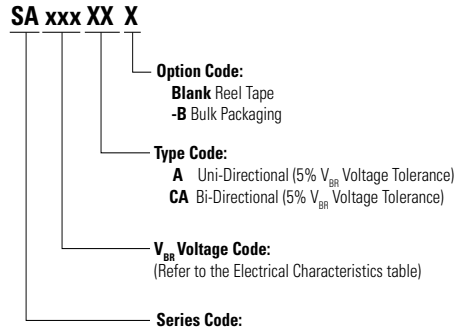 SA xxx XX X
Option Code:
Blank Reel Tape
-B Bulk Packaging
Type Code:
A Uni-Directional (5% VBR Voltage Tolerance)
CA Bi-Directional (5% VBR Voltage Tolerance)
VBR Voltage Code:
(Refer to the Electrical Characteristics table)
Series Code: